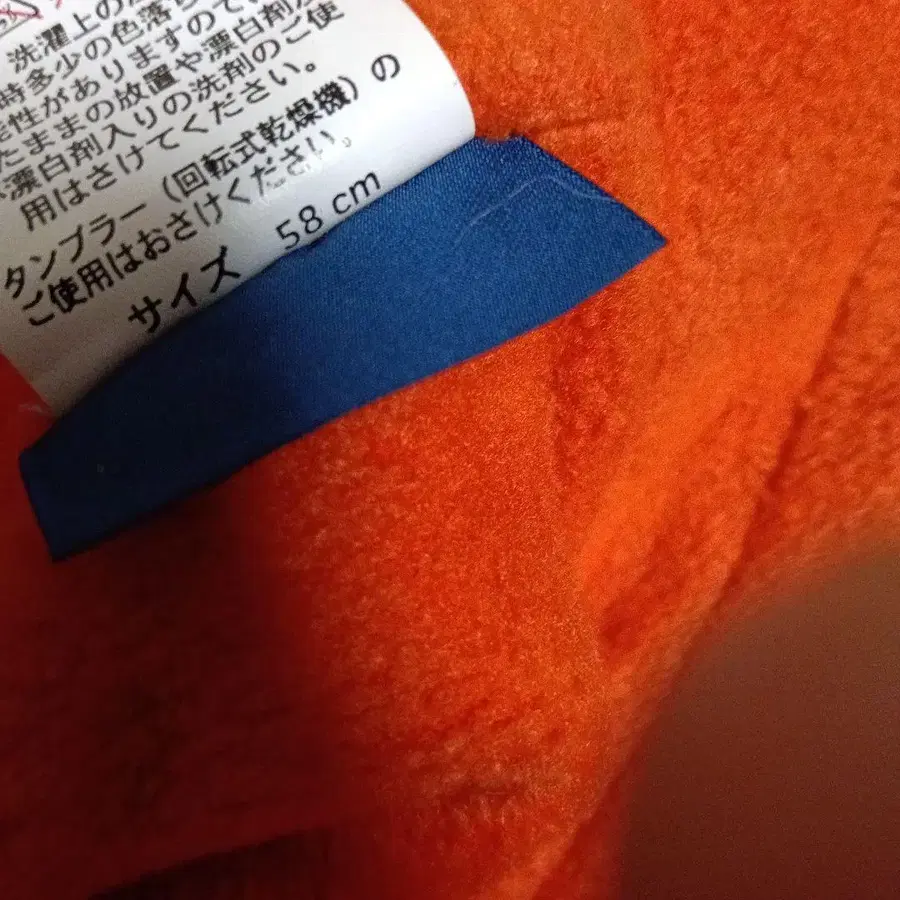 洗濯上の
時多少の色落ち
性がありますので
たままの放置や漂白剤
漂白剤入りの洗剤のご使
用はさけてください。
タンブラー（回転式乾燥機）の
ご使用はおさけください。
サイズ 58 cm